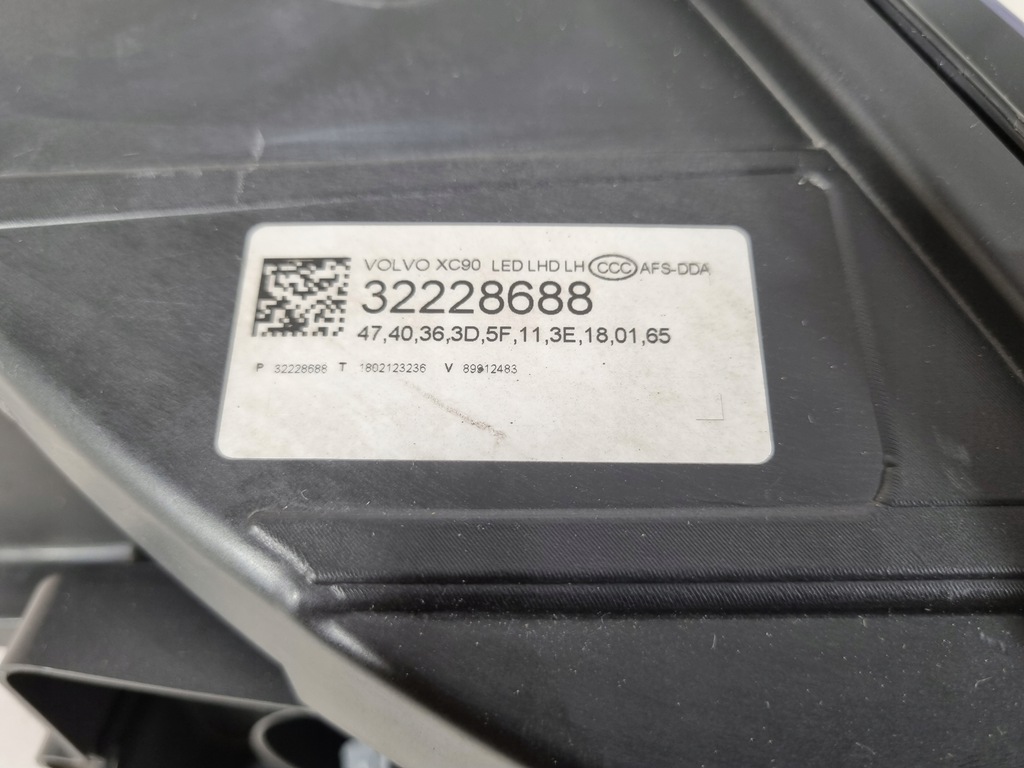 VOLVO XC90 LED LHD LH CCC AFS-DDA
32228688
47,40,36,3D,5F,11,3E,18,01,65
P 32228688 T 1802123236 V 89912483